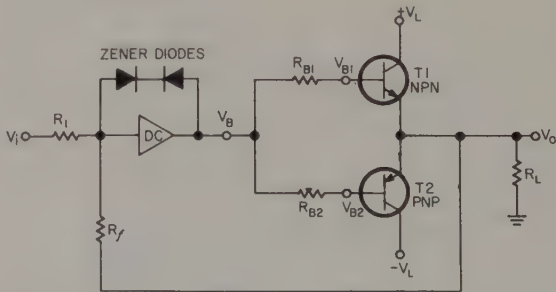 +V_L
ZENER DIODES
R_B1
V_B1
T1
NPN
V_i
R_1
DC
V_B
V_o
R_L
R_f
R_B2
V_B2
T2
PNP
-V_L